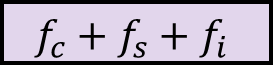 f_c + f_s + f_i